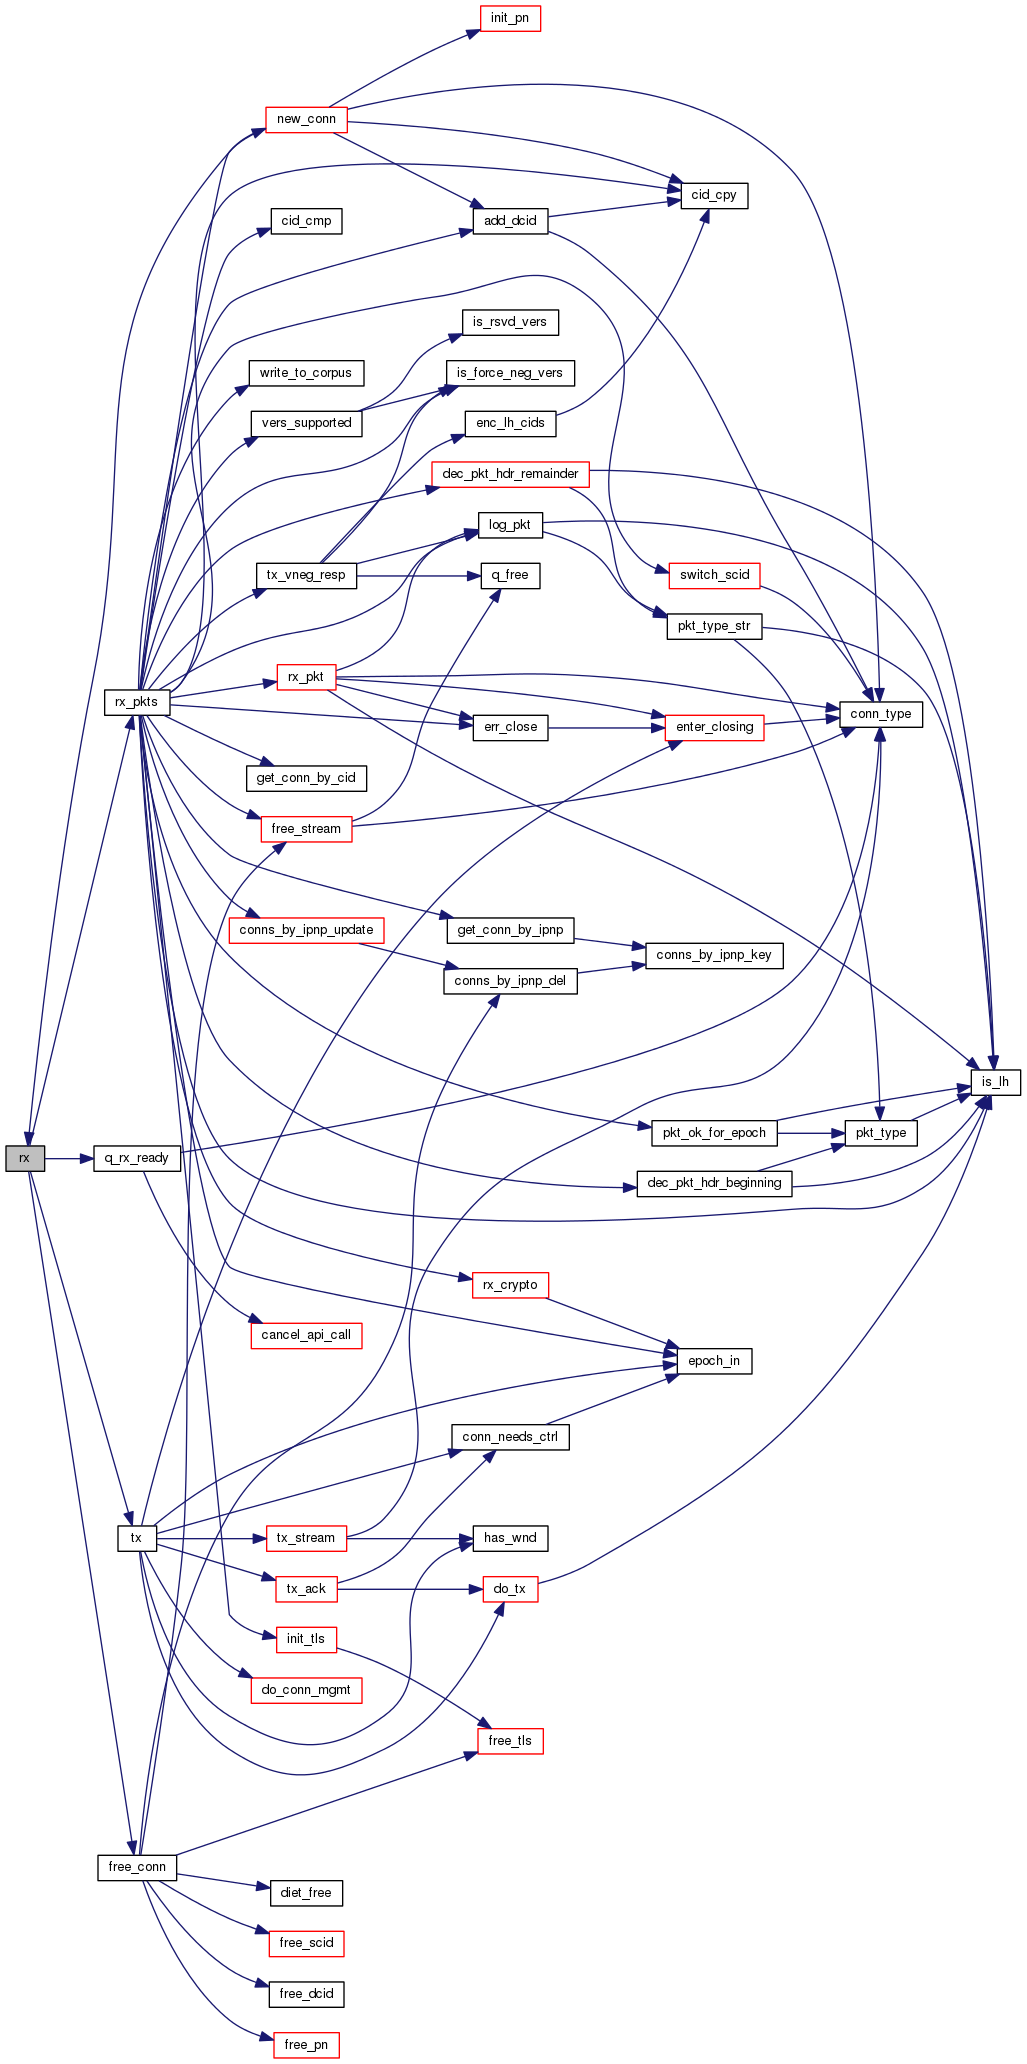 init_pn
new_conn
cid_cpy
cid_cmp
add_dcid
is_rsvd_vers
write_to_corpus
is_force_neg_vers
vers_supported
enc_lh_cids
dec_pkt_hdr_remainder
log_pkt
tx_vneg_resp
q_free
switch_scid
pkt_type_str
rx_pkt
rx_pkts
err_close
enter_closing
conn_type
get_conn_by_cid
free_stream
conns_by_ipnp_update
get_conn_by_ipnp
conns_by_ipnp_key
conns_by_ipnp_del
is_lh
pkt_ok_for_epoch
pkt_type
rx
q_rx_ready
dec_pkt_hdr_beginning
rx_crypto
cancel_api_call
epoch_in
conn_needs_ctrl
tx
tx_stream
has_wnd
tx_ack
do_tx
init_tls
do_conn_mgmt
free_tls
free_conn
diet_free
free_scid
free_dcid
free_pn